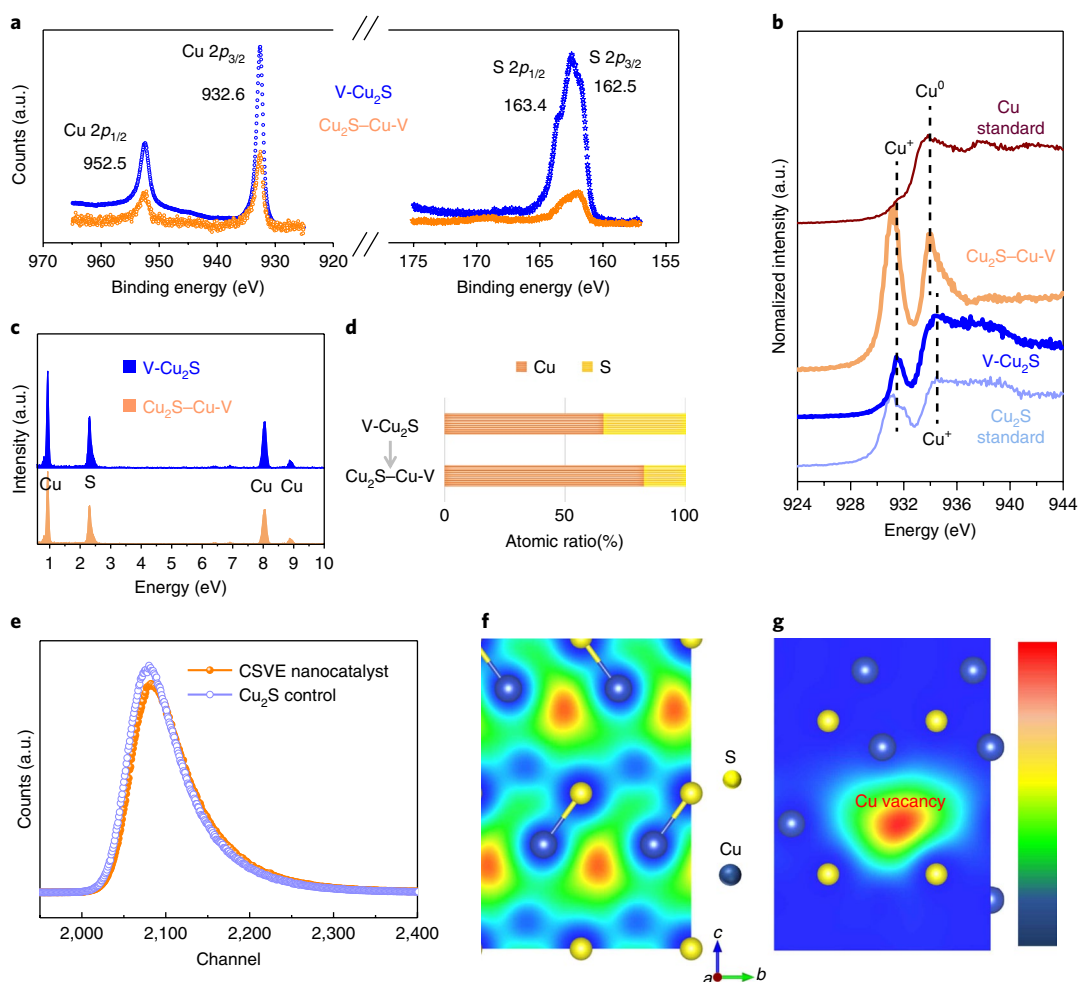 a
Cu 2p₃/₂
932.6
Cu 2p₁/₂
952.5
V-Cu₂S
Cu₂S–Cu-V
S 2p₁/₂
163.4
S 2p₃/₂
162.5
Counts (a.u.)
970 960 950 940 930 920
175 165 155
Binding energy (eV)
Binding energy (eV)
b
Cu⁰
Cu
standard
Cu⁺
Cu₂S–Cu-V
V-Cu₂S
Cu₂S
standard
Cu⁺
Nomalized intensity (a.u.)
924 928 932 936 940 944
Energy (eV)
c
V-Cu₂S
Cu₂S–Cu-V
Intensity (a.u.)
Cu S Cu Cu
1 2 3 4 5 6 7 8 9 10
Energy (eV)
d
Cu S
V-Cu₂S
Cu₂S–Cu-V
0 50 100
Atomic ratio(%)
e
CSVE nanocatalyst
Cu₂S control
Counts (a.u.)
2,000 2,100 2,200 2,300 2,400
Channel
f
S
Cu
c
a b
g
Cu vacancy